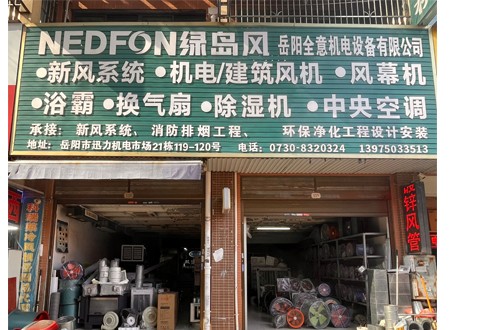 NEDFON绿岛风 岳阳全意机电设备有限公司
•新风系统•机电/建筑风机•风幕机
•浴霸•换气扇•除湿机•中央空调
承接：新风系统、消防排烟工程、环保净化工程设计安装
地址：岳阳市迅力机电市场21栋119-120号 电话：0730-8320324 13975033513
锌风管